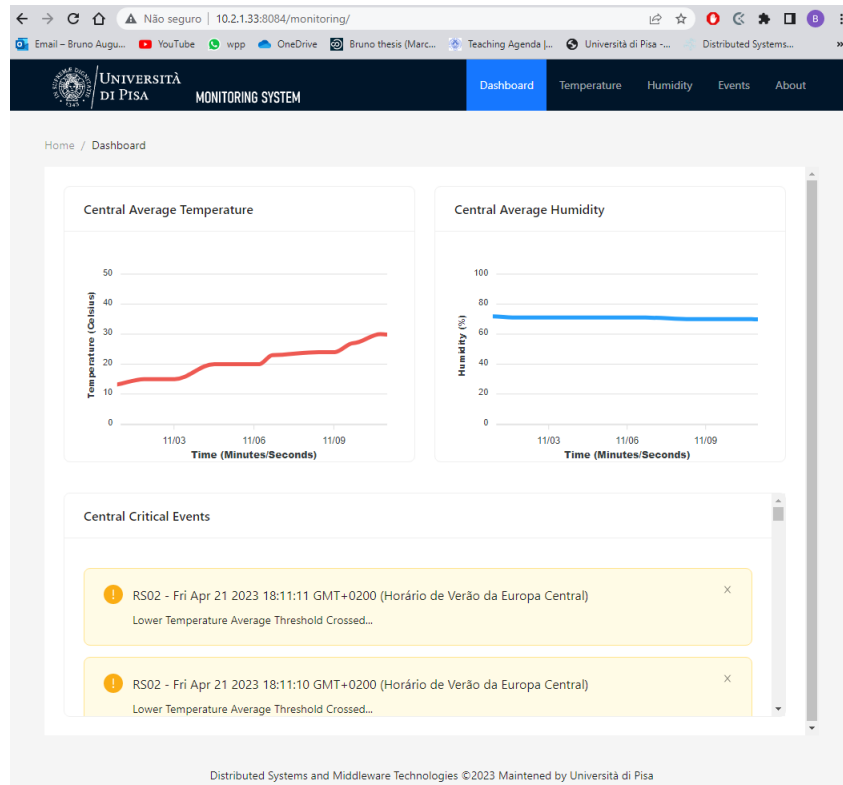 Não seguro | 10.2.1.33:8084/monitoring/
B
Email – Bruno Augu... YouTube wpp OneDrive Bruno thesis (Marc... Teaching Agenda |... Università di Pisa -... Distributed Systems... »
UNIVERSITÀ
DI PISA
MONITORING SYSTEM
Dashboard Temperature Humidity Events About
Home / Dashboard
Central Average Temperature
50
40
30
20
10
0
Temperature (Celsius)
11/03 11/06 11/09
Time (Minutes/Seconds)
Central Average Humidity
100
80
60
40
20
0
Humidity (%)
11/03 11/06 11/09
Time (Minutes/Seconds)
Central Critical Events
RS02 - Fri Apr 21 2023 18:11:11 GMT+0200 (Horário de Verão da Europa Central)
Lower Temperature Average Threshold Crossed...
RS02 - Fri Apr 21 2023 18:11:10 GMT+0200 (Horário de Verão da Europa Central)
Lower Temperature Average Threshold Crossed...
Distributed Systems and Middleware Technologies ©2023 Maintened by Università di Pisa